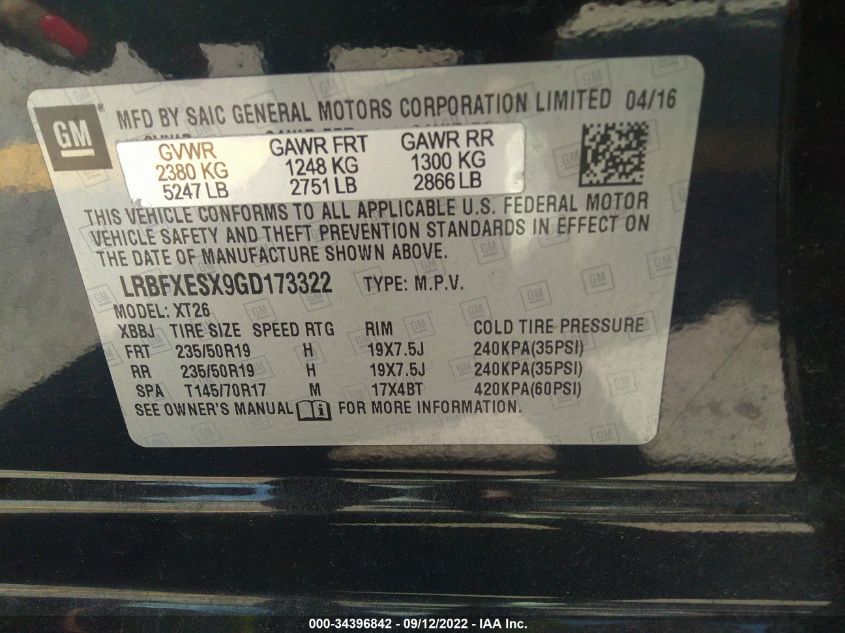 GM
MFD BY SAIC GENERAL MOTORS CORPORATION LIMITED 04/16
GVWR GAWR FRT GAWR RR
2380 KG 1248 KG 1300 KG
5247 LB 2751 LB 2866 LB
THIS VEHICLE CONFORMS TO ALL APPLICABLE U.S. FEDERAL MOTOR
VEHICLE SAFETY AND THEFT PREVENTION STANDARDS IN EFFECT ON
THE DATE OF MANUFACTURE SHOWN ABOVE.
LRBFXESX9GD173322 TYPE: M.P.V.
MODEL: XT26
XBBJ TIRE SIZE SPEED RTG RIM COLD TIRE PRESSURE
FRT 235/50R19 H 19X7.5J 240KPA(35PSI)
RR 235/50R19 H 19X7.5J 240KPA(35PSI)
SPA T145/70R17 M 17X4BT 420KPA(60PSI)
SEE OWNER'S MANUAL FOR MORE INFORMATION.
000-34396842 - 09/12/2022 - IAA Inc.